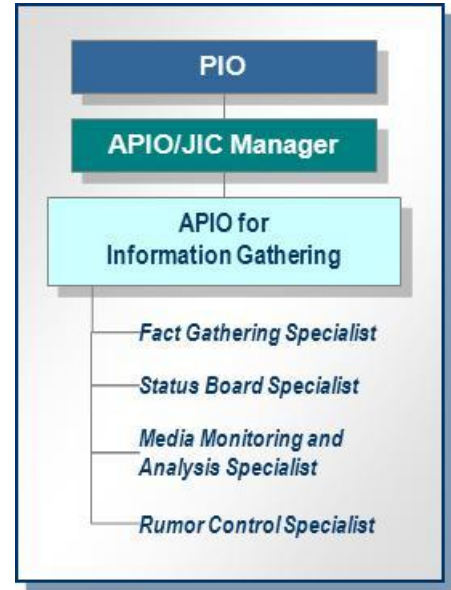 PIO
APIO/JIC Manager
APIO for
Information Gathering
Fact Gathering Specialist
Status Board Specialist
Media Monitoring and
Analysis Specialist
Rumor Control Specialist